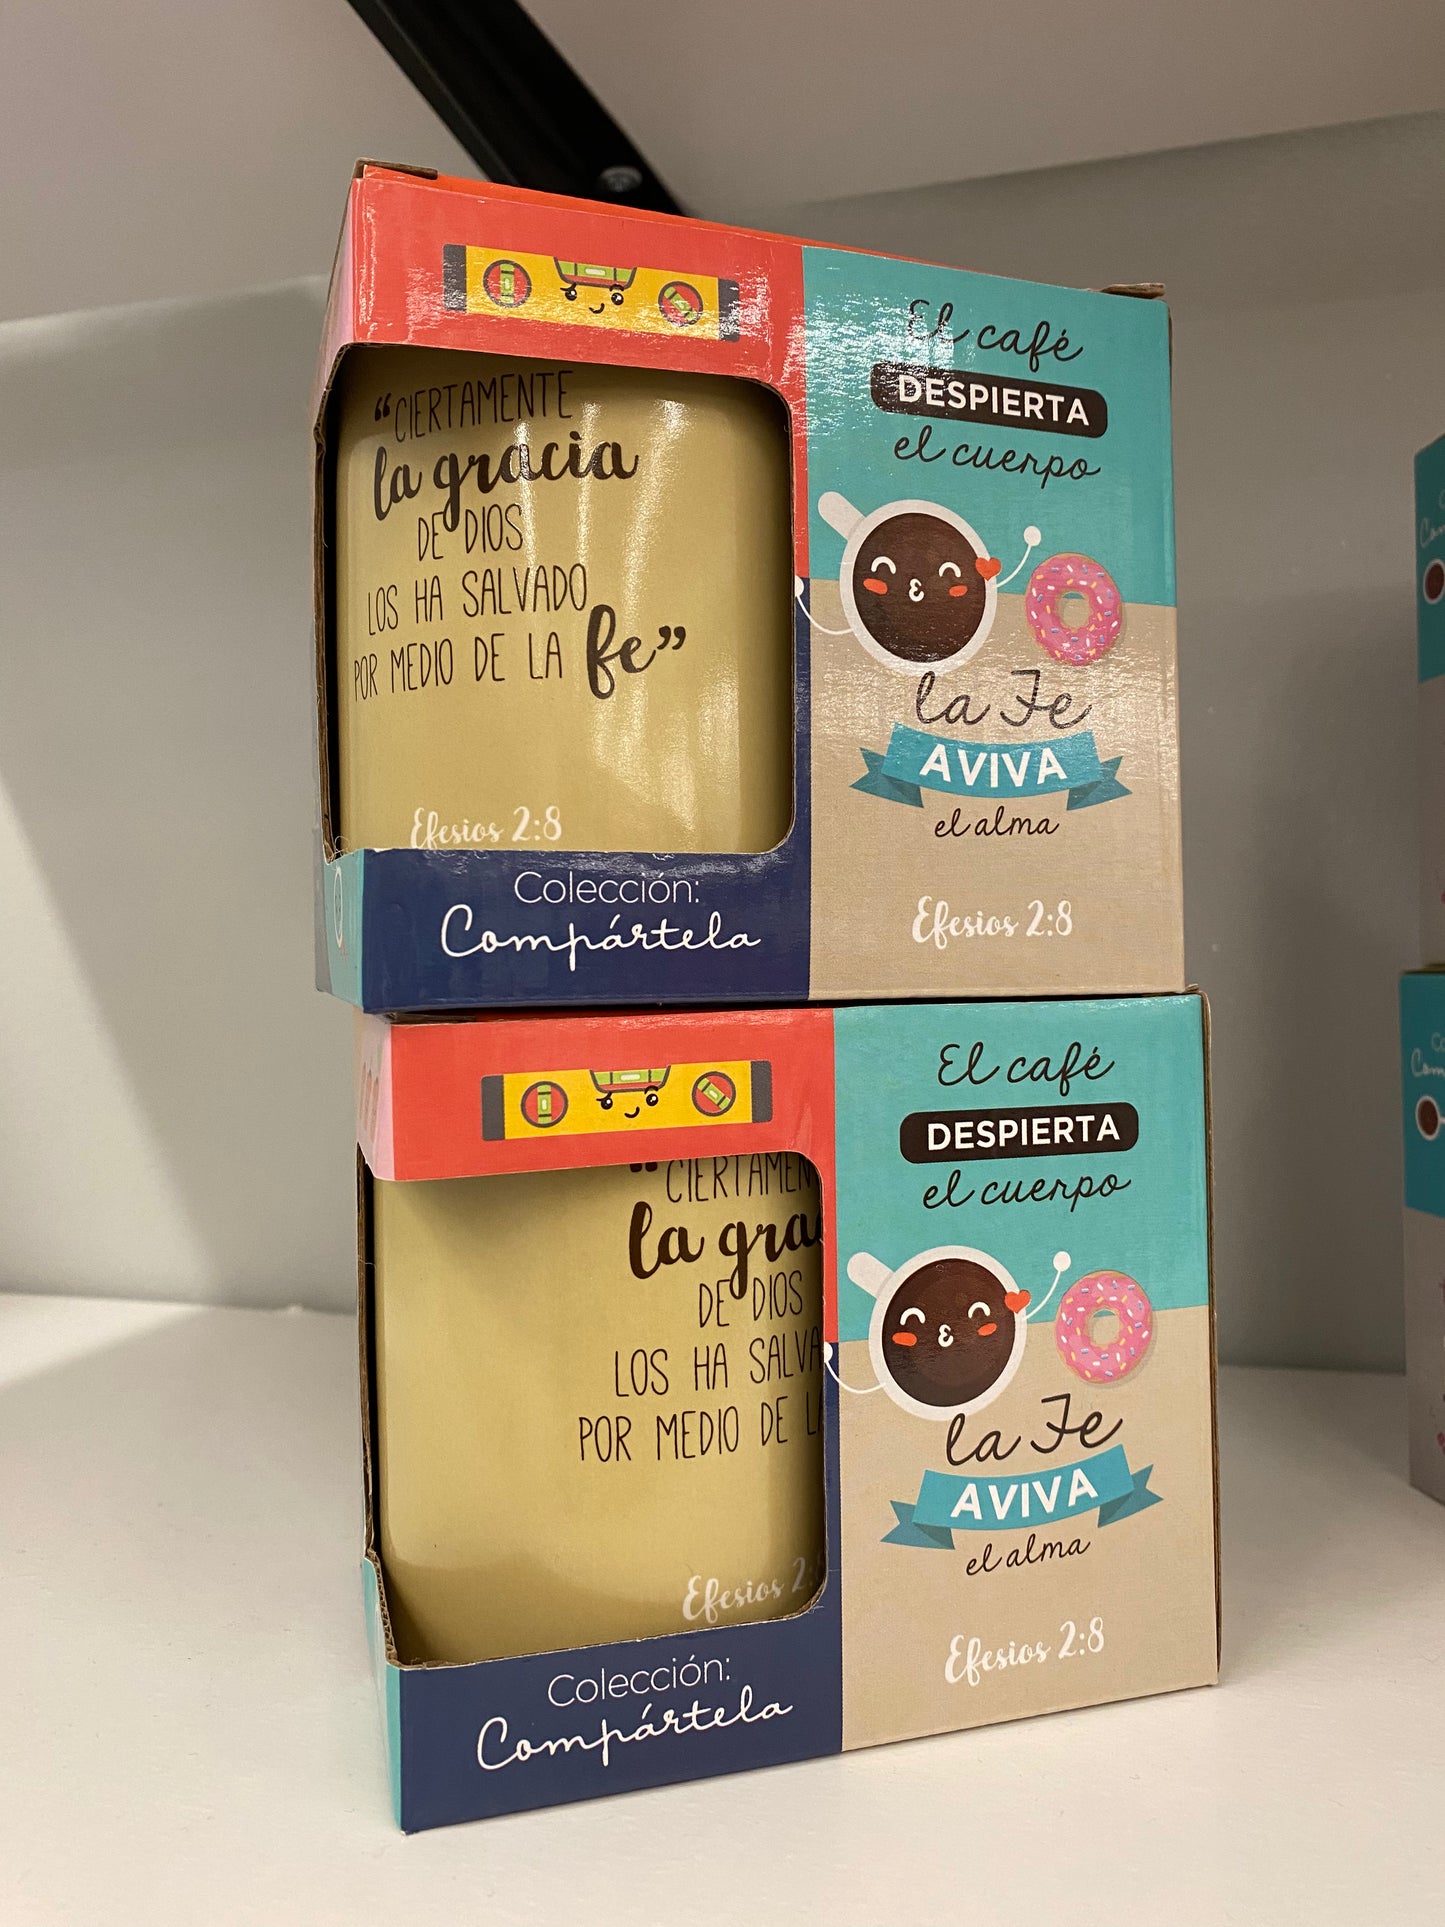 “CIERTAMENTE
la gracia
DE DIOS
LOS HA SALVADO
POR MEDIO DE LA fe”
Efesios 2:8
Colección:
Compártela
El café
DESPIERTA
el cuerpo
la Fe
AVIVA
el alma
Efesios 2:8
“CIERTAMEN
la gra
DE DIOS
LOS HA SALVA
POR MEDIO DE L
Efesios 2:
Colección:
Compártela
El café
DESPIERTA
el cuerpo
la Fe
AVIVA
el alma
Efesios 2:8